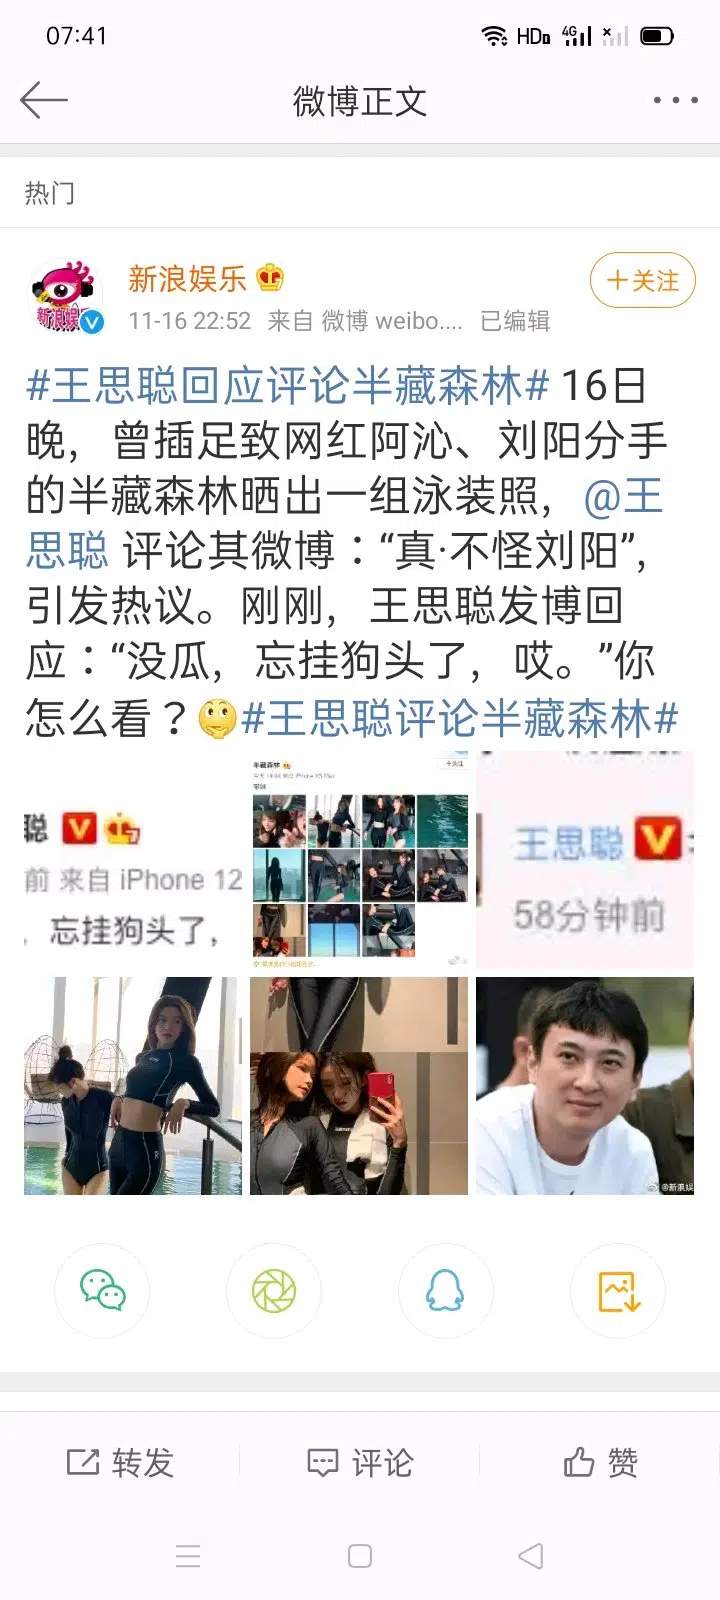 07:41
HD
4G
微博正文
热门
新浪娱乐
+关注
11-16 22:52 来自 微博 weibo.... 已编辑
#王思聪回应评论半藏森林# 16日
晚，曾插足致网红阿沁、刘阳分手
的半藏森林晒出一组泳装照，@王
思聪 评论其微博：“真·不怪刘阳”，
引发热议。刚刚，王思聪发博回
应：“没瓜，忘挂狗头了，哎。”你
怎么看？#王思聪评论半藏森林#
聪
前 来自 iPhone 12
忘挂狗头了，
半藏森林
+关注
iPhone XS Max
王思聪
58分钟前
@新浪娱
转发
评论
赞